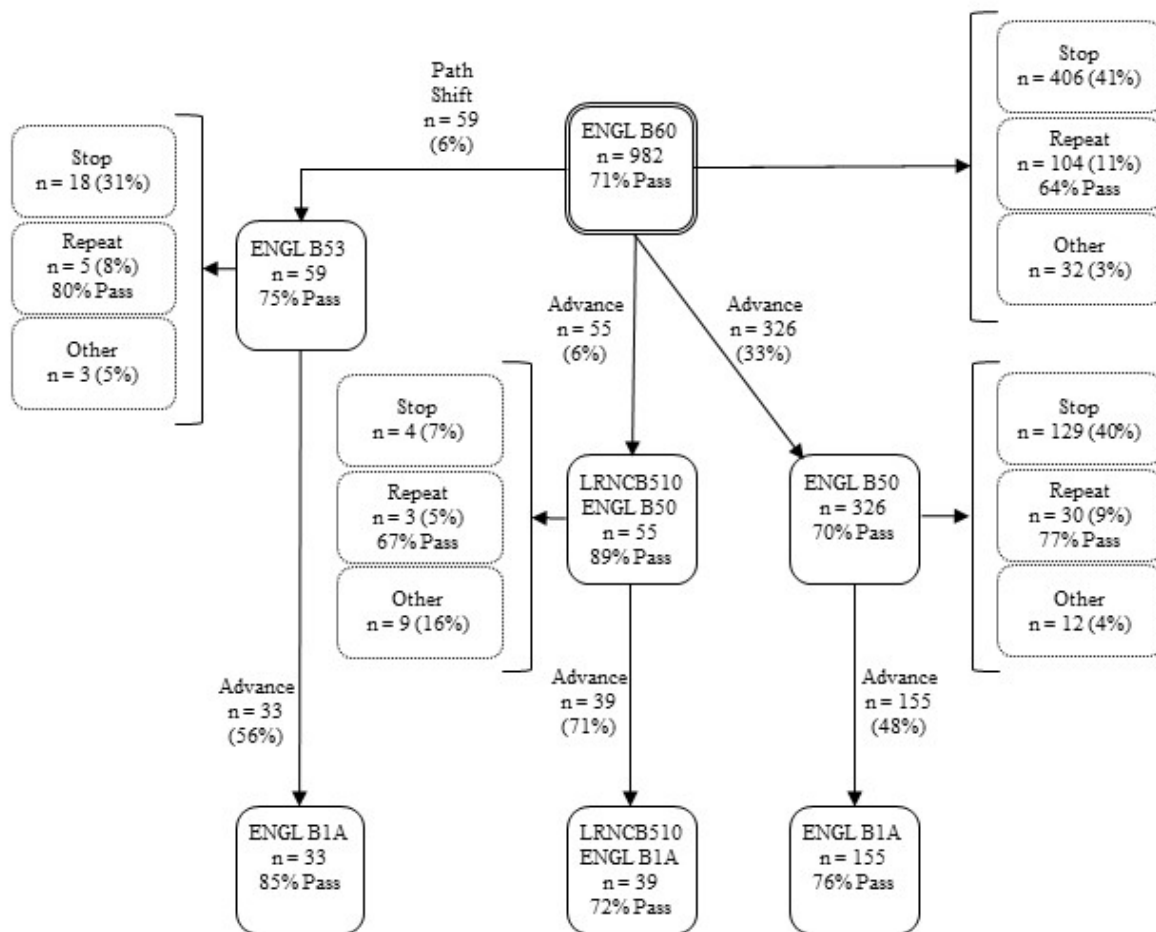 Path
Shift
n = 59
(6%)
ENGL B60
n = 982
71% Pass
Stop
n = 406 (41%)
Repeat
n = 104 (11%)
64% Pass
Other
n = 32 (3%)
Stop
n = 18 (31%)
Repeat
n = 5 (8%)
80% Pass
Other
n = 3 (5%)
ENGL B53
n = 59
75% Pass
Advance
n = 55
(6%)
Advance
n = 326
(33%)
Stop
n = 4 (7%)
Repeat
n = 3 (5%)
67% Pass
Other
n = 9 (16%)
LRNCB510
ENGL B50
n = 55
89% Pass
ENGL B50
n = 326
70% Pass
Stop
n = 129 (40%)
Repeat
n = 30 (9%)
77% Pass
Other
n = 12 (4%)
Advance
n = 33
(56%)
Advance
n = 39
(71%)
Advance
n = 155
(48%)
ENGL B1A
n = 33
85% Pass
LRNCB510
ENGL B1A
n = 39
72% Pass
ENGL B1A
n = 155
76% Pass